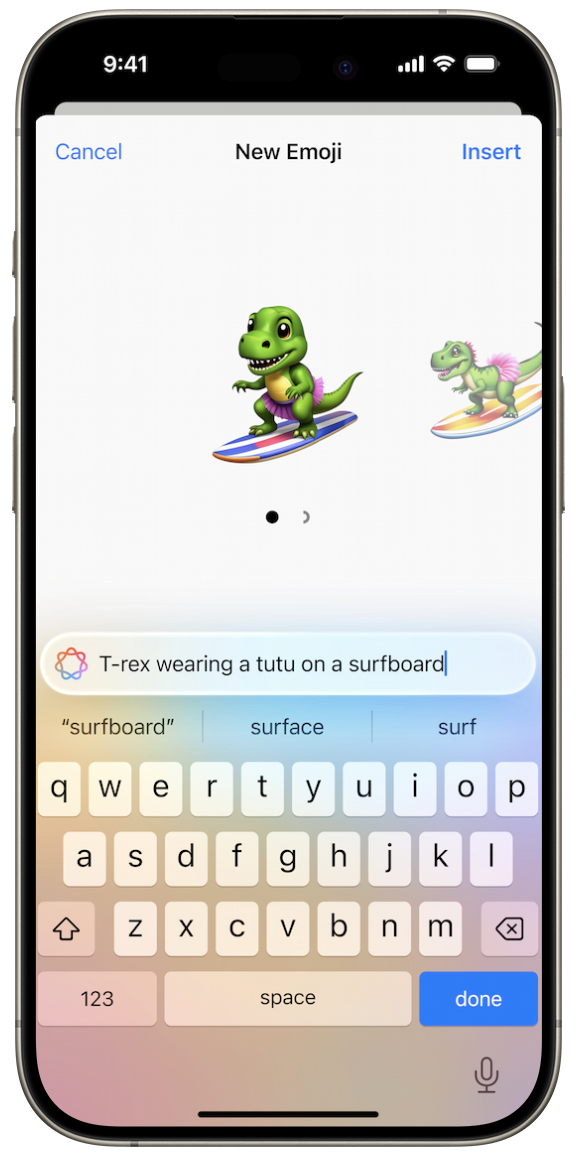 9:41
Cancel New Emoji Insert
T-rex wearing a tutu on a surfboard
“surfboard” surface surf
q w e r t y u i o p
a s d f g h j k l
z x c v b n m
123 space done